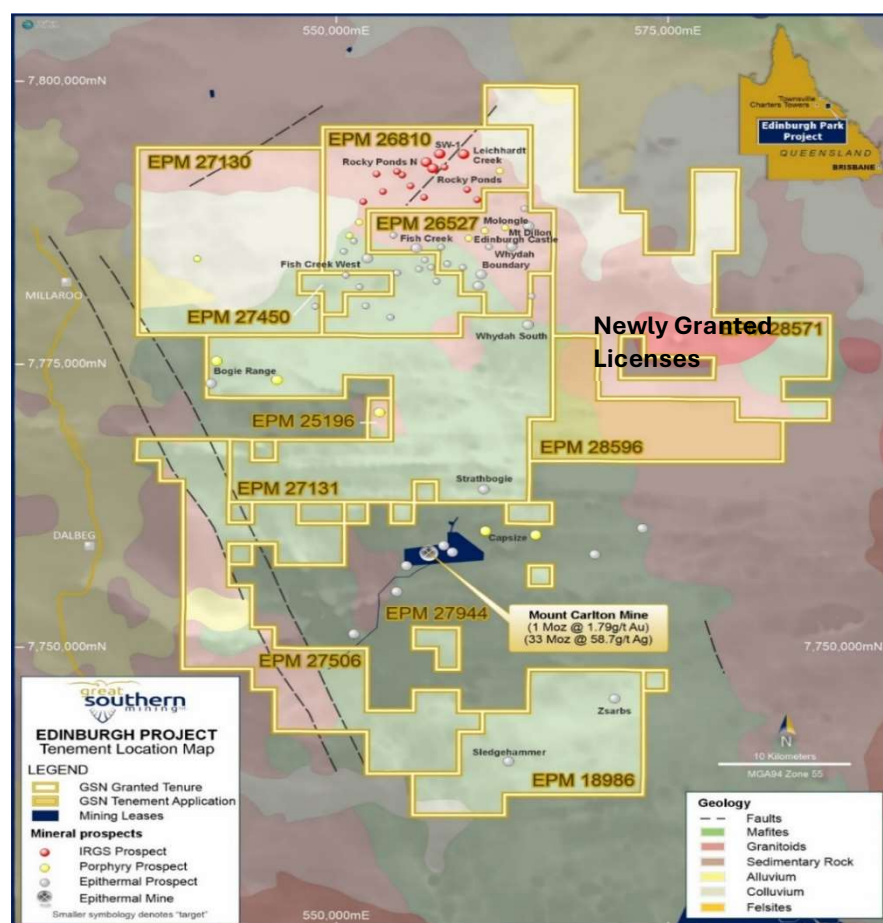 550,000mE
575,000mE
7,800,000mN
Townsville
Charters Towers
Edinburgh Park
Project
QUEENSLAND
BRISBANE
EPM 27130
EPM 26810
SW-1
Rocky Ponds N
Leichhardt
Creek
Rocky Ponds
EPM 26527
Molongle
Mt Dillon
Fish Creek
Edinburgh Castle
Whydah
Boundary
Fish Creek West
MILLAROO
EPM 27450
Whydah South
Newly Granted
Licenses
EPM 28571
7,775,000mN
Bogie Range
EPM 25196
EPM 28596
EPM 27131
Strathbogie
DALBEG
Capsize
EPM 27944
Mount Carlton Mine
(1 Moz @ 1.79g/t Au)
(33 Moz @ 58.7g/t Ag)
7,750,000mN
7,750,000mN
EPM 27506
Zsarbs
Sledgehammer
EPM 18986
great
southern
mining
EDINBURGH PROJECT
Tenement Location Map
LEGEND
GSN Granted Tenure
GSN Tenement Application
Mining Leases
Mineral prospects
IRGS Prospect
Porphyry Prospect
Epithermal Prospect
Epithermal Mine
Smaller symbology denotes "target"
N
10 Kilometers
MGA94 Zone 55
Geology
Faults
Mafites
Granitoids
Sedimentary Rock
Alluvium
Colluvium
Felsites
550,000mE